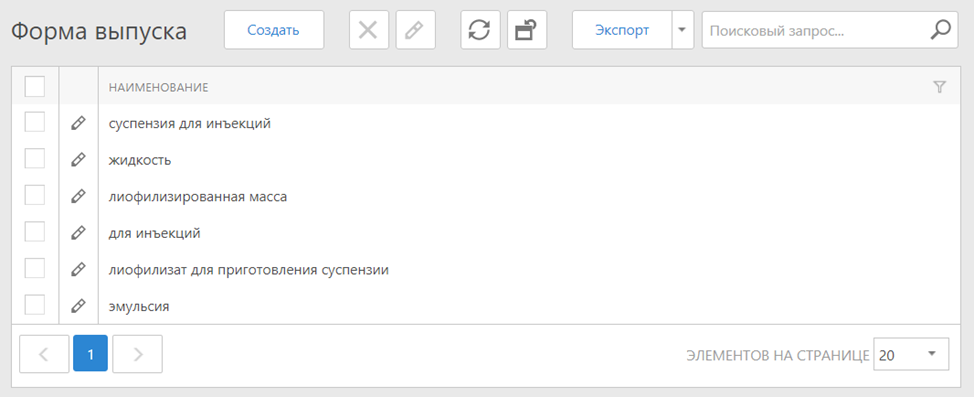 Форма выпуска
Создать
Экспорт
Поисковый запрос...
НАИМЕНОВАНИЕ
суспензия для инъекций
жидкость
лиофилизированная масса
для инъекций
лиофилизат для приготовления суспензии
эмульсия
1
ЭЛЕМЕНТОВ НА СТРАНИЦЕ 20